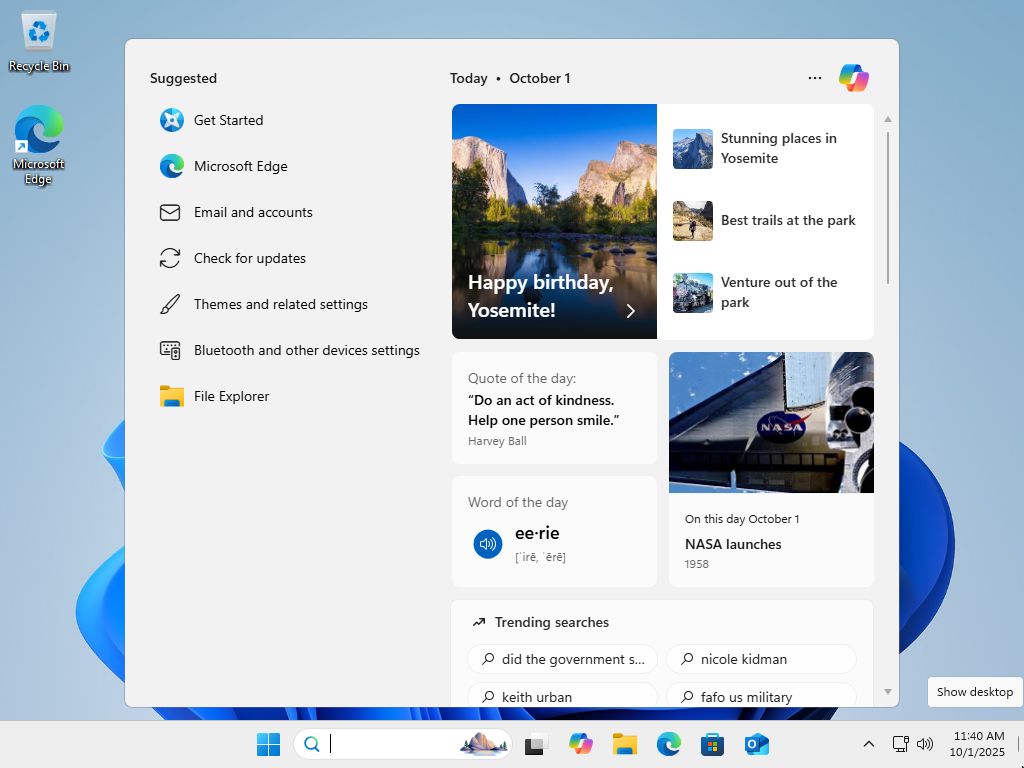 Recycle Bin
Microsoft
Edge
Suggested
Get Started
Microsoft Edge
Email and accounts
Check for updates
Themes and related settings
Bluetooth and other devices settings
File Explorer
Today • October 1
Happy birthday,
Yosemite!
Stunning places in
Yosemite
Best trails at the park
Venture out of the
park
Quote of the day:
“Do an act of kindness.
Help one person smile.”
Harvey Ball
Word of the day
ee·rie
[ˈirē, ˈērē]
NASA
On this day October 1
NASA launches
1958
Trending searches
did the government s...
nicole kidman
keith urban
fafo us military
Show desktop
11:40 AM
10/1/2025